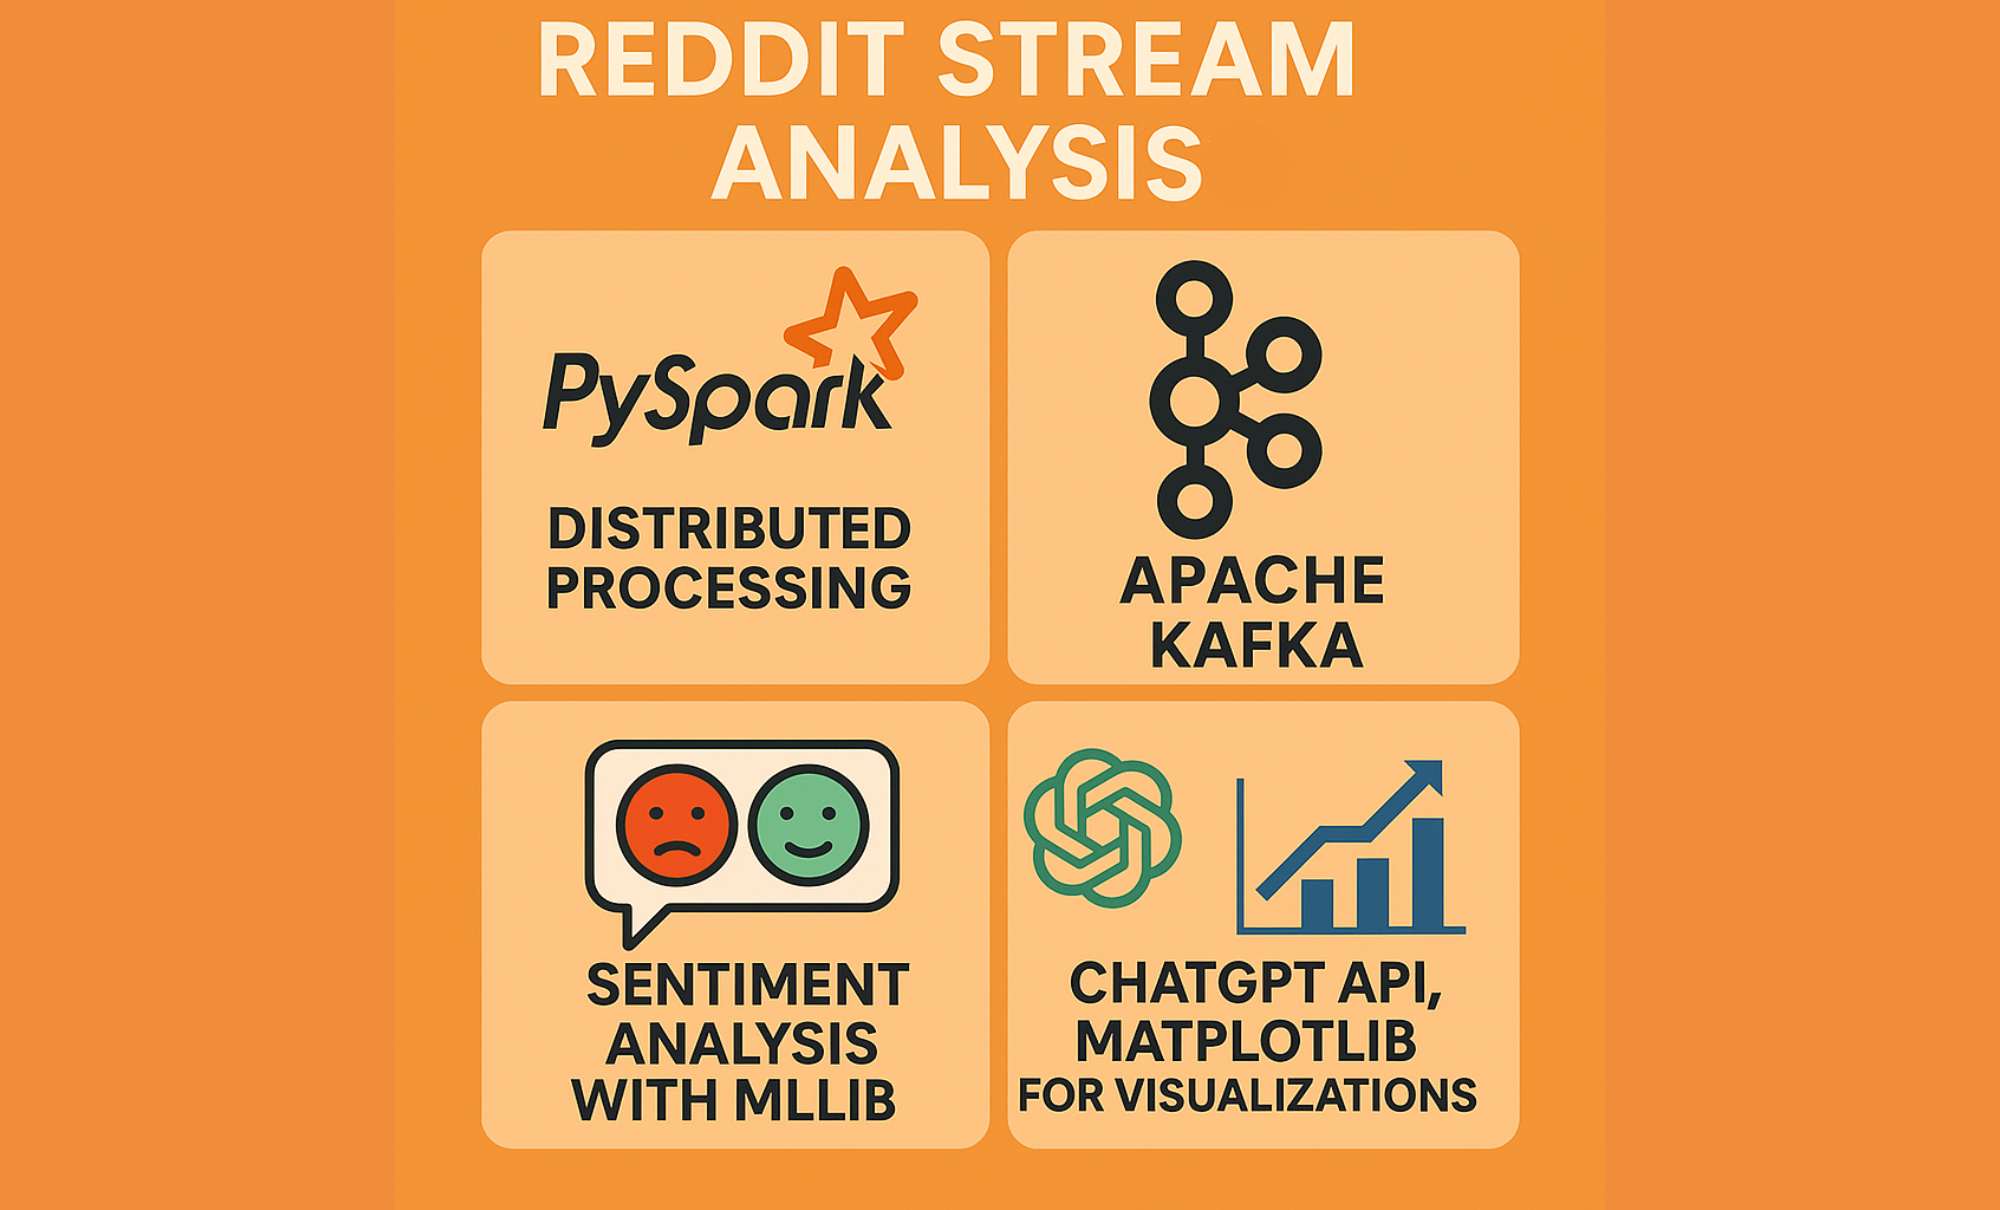 REDDIT STREAM
ANALYSIS
PySpark
DISTRIBUTED
PROCESSING
APACHE
KAFKA
SENTIMENT
ANALYSIS
WITH MLLIB
CHATGPT API,
MATPLOTLIB
FOR VISUALIZATIONS